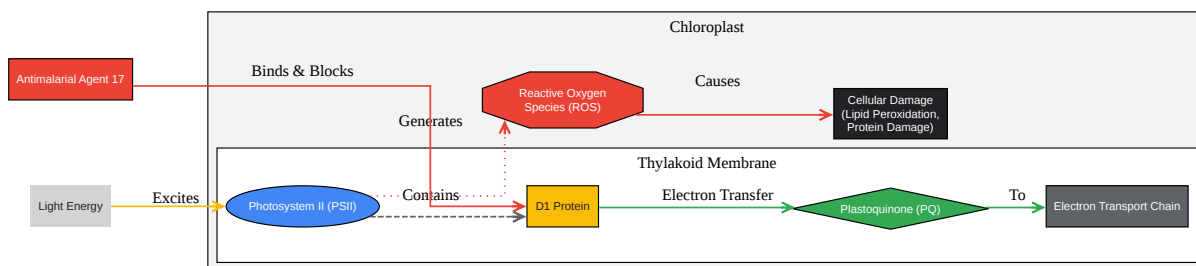 Chloroplast
Antimalarial Agent 17
Binds & Blocks
Reactive Oxygen
Species (ROS)
Causes
Cellular Damage
(Lipid Peroxidation,
Protein Damage)
Generates
Thylakoid Membrane
Light Energy
Excites
Photosystem II (PSII)
Contains
D1 Protein
Electron Transfer
Plastoquinone (PQ)
To
Electron Transport Chain